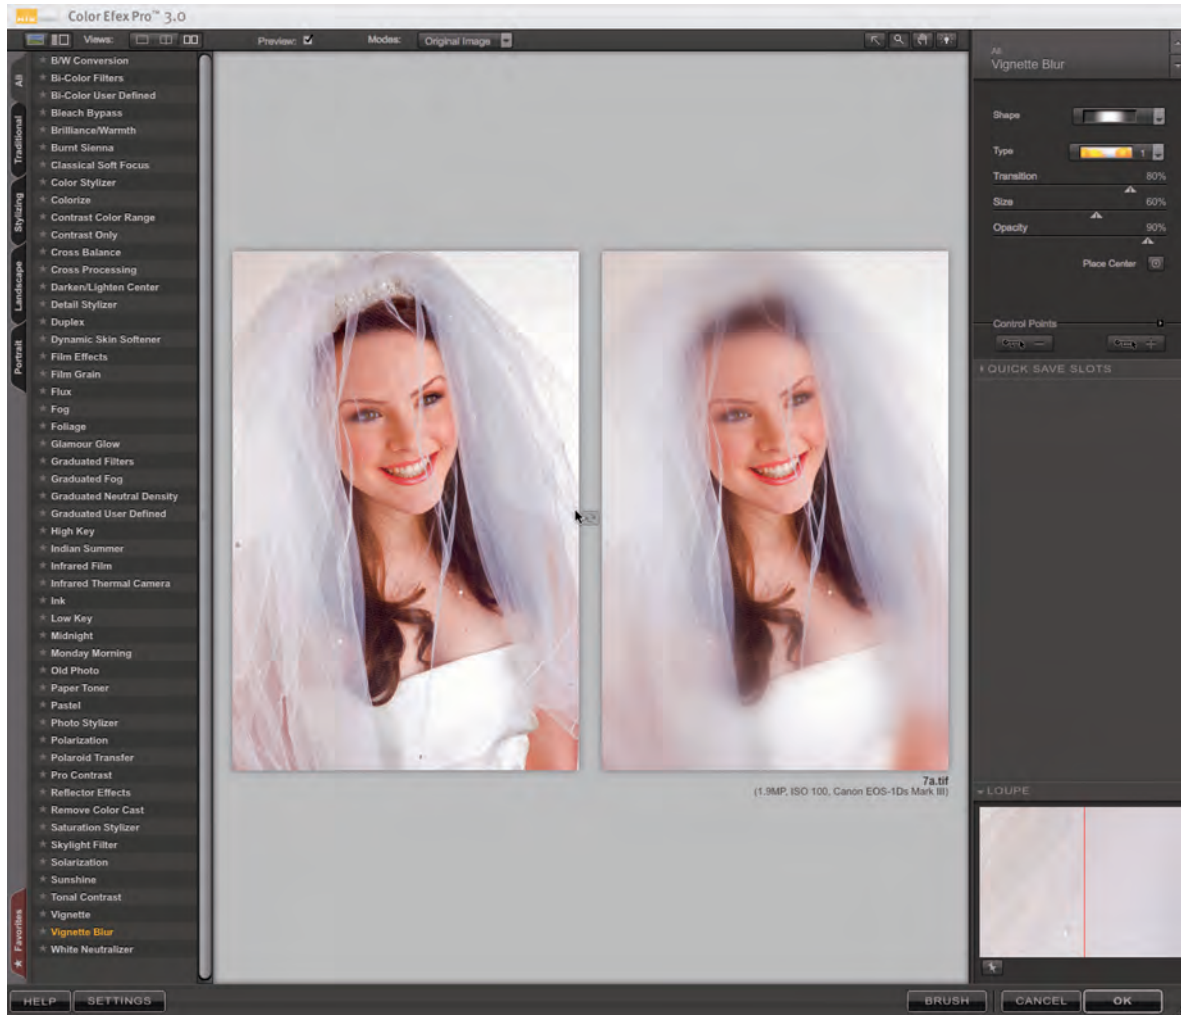 Color Efex Pro™ 3.0
Views:
Preview:
Modes:
Original Image
All
Traditional
Stylizing
Landscape
Portrait
Favorites
B/W Conversion
Bi-Color Filters
Bi-Color User Defined
Bleach Bypass
Brilliance/Warmth
Burnt Sienna
Classical Soft Focus
Color Stylizer
Colorize
Contrast Color Range
Contrast Only
Cross Balance
Cross Processing
Darken/Lighten Center
Detail Stylizer
Duplex
Dynamic Skin Softener
Film Effects
Film Grain
Flux
Fog
Foliage
Glamour Glow
Graduated Filters
Graduated Fog
Graduated Neutral Density
Graduated User Defined
High Key
Indian Summer
Infrared Film
Infrared Thermal Camera
Ink
Low Key
Midnight
Monday Morning
Old Photo
Paper Toner
Pastel
Photo Stylizer
Polarization
Polaroid Transfer
Pro Contrast
Reflector Effects
Remove Color Cast
Saturation Stylizer
Skylight Filter
Solarization
Sunshine
Tonal Contrast
Vignette
Vignette Blur
White Neutralizer
7a.tif
(1.9MP, ISO 100, Canon EOS-1Ds Mark III)
All
Vignette Blur
Shape
Type 1
Transition 80%
Size 60%
Opacity 90%
Place Center
Control Points
QUICK SAVE SLOTS
LOUPE
HELP SETTINGS BRUSH CANCEL OK